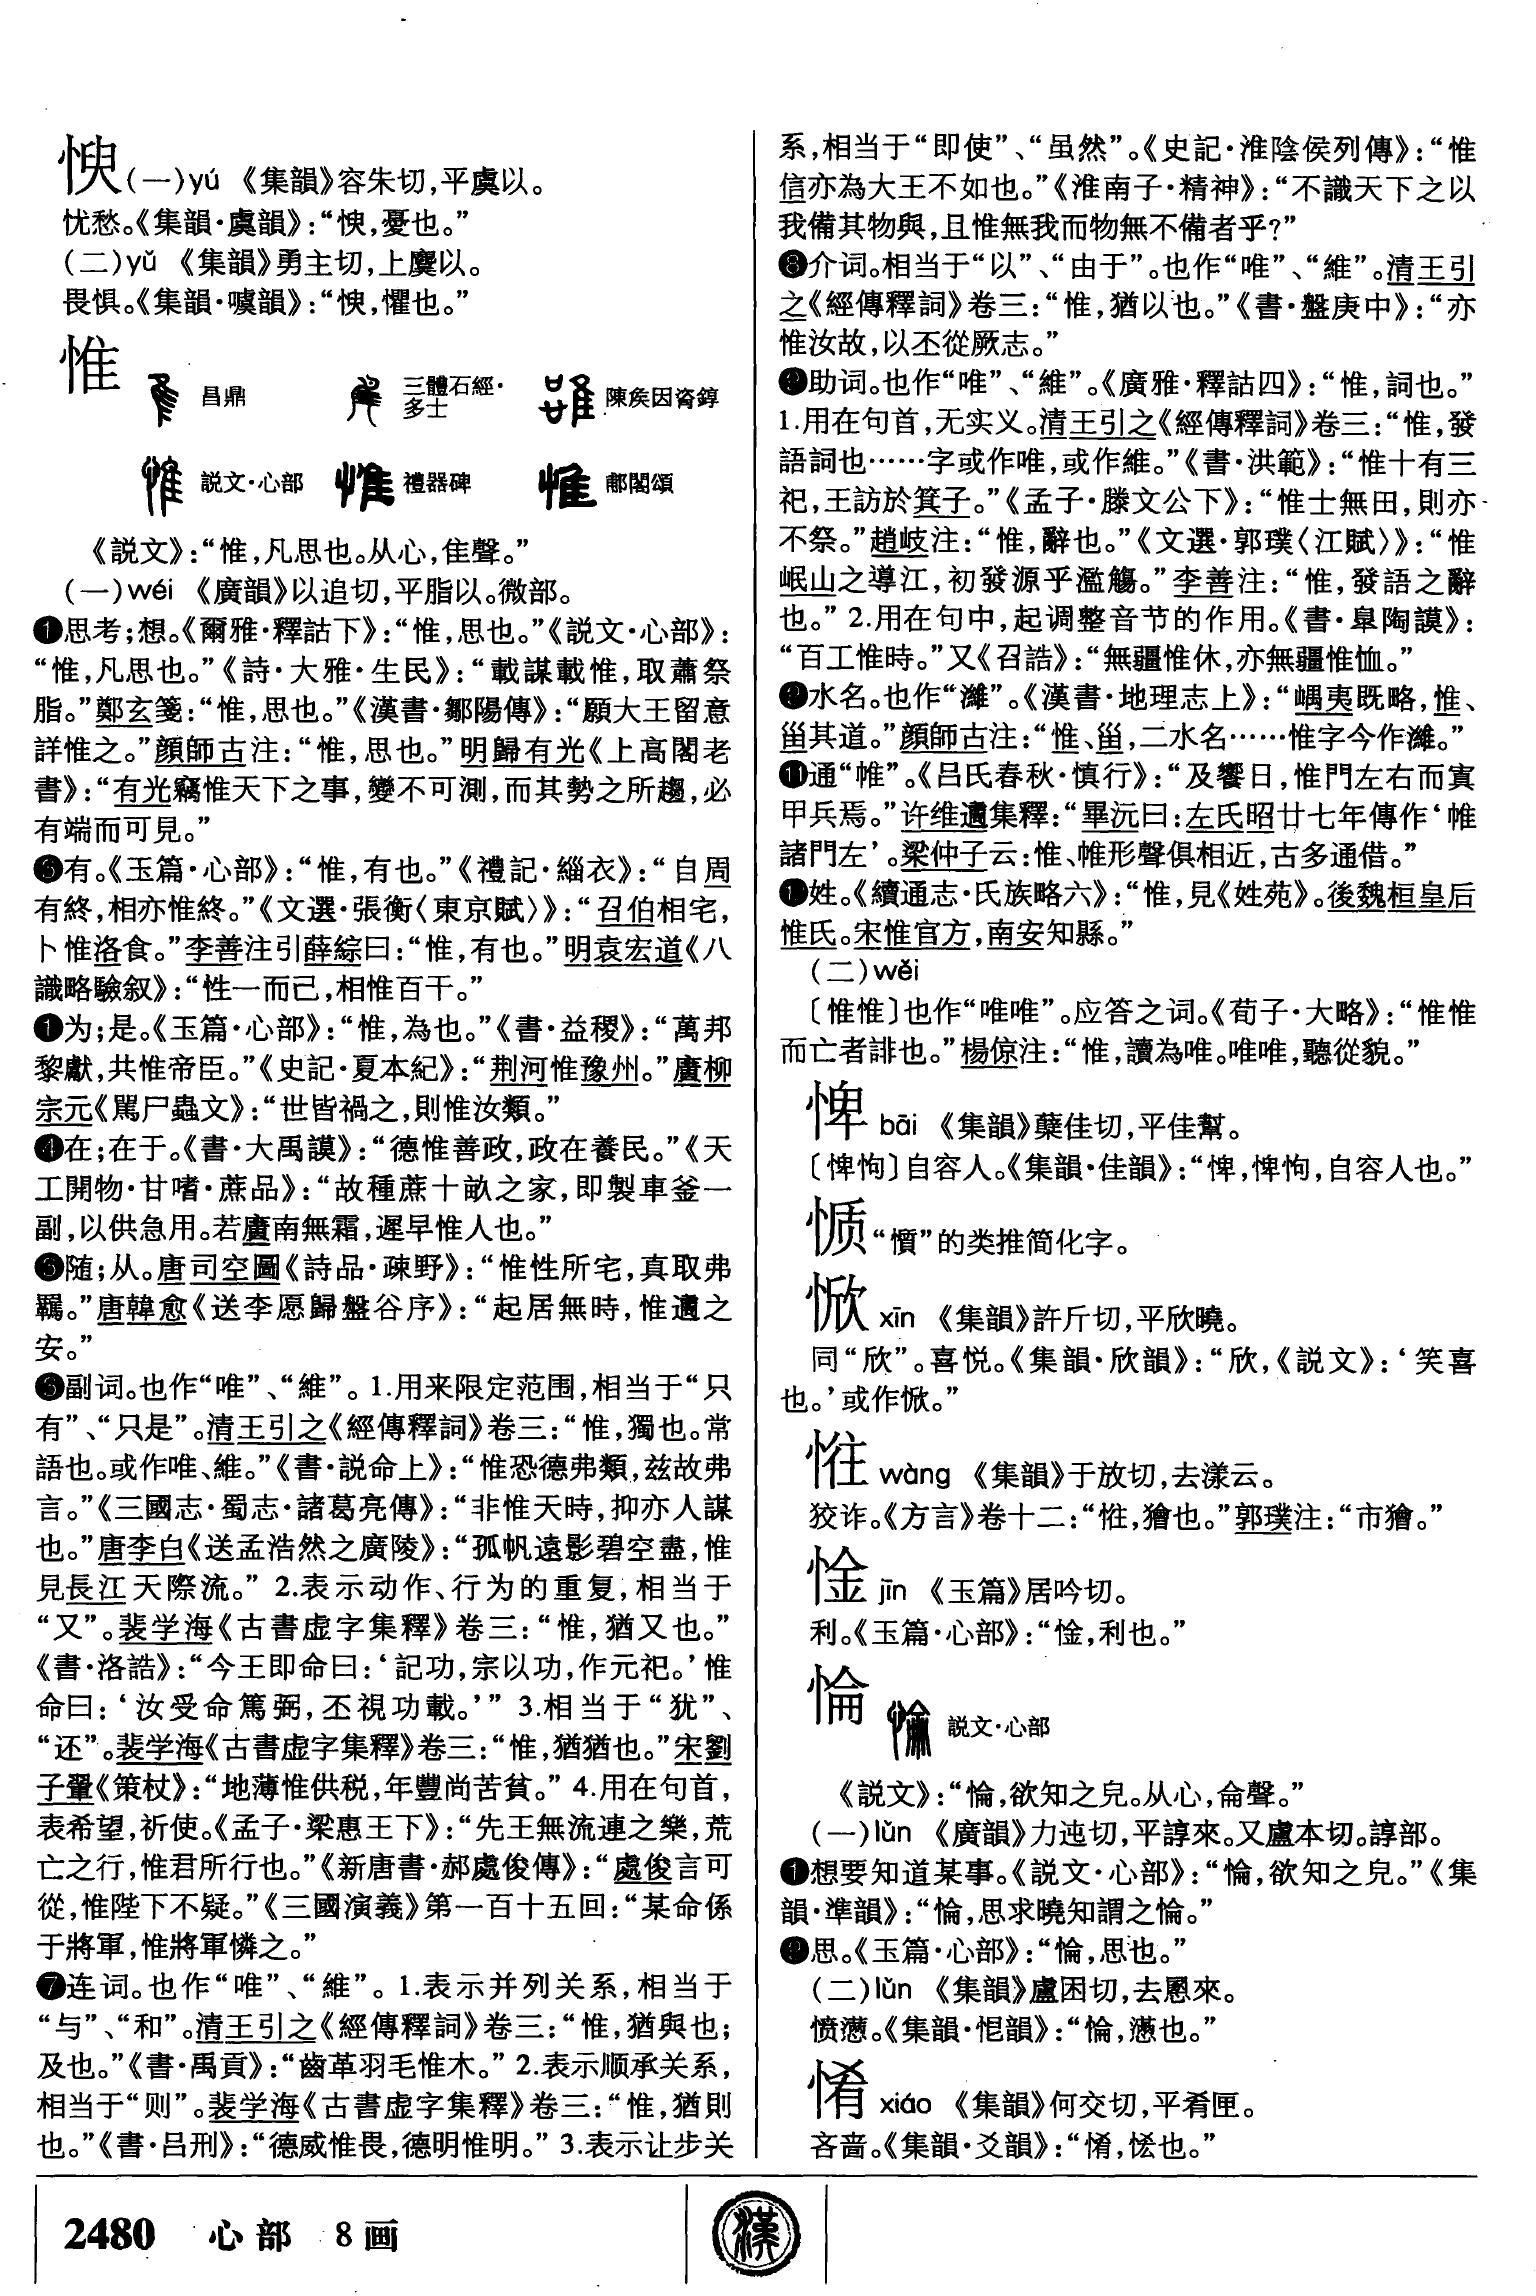 悞(一)yú 《集韻》容朱切,平虞以。
忧愁。《集韻·虞韻》:“悞,憂也。”
(二)yǔ 《集韻》勇主切,上麌以。
畏惧。《集韻·噳韻》:“悞,懼也。”
惟
昌鼎 三體石經·多士 陳矦因𦣞錞
説文·心部 禮器碑 郙閣頌
《説文》:“惟,凡思也。从心,隹聲。”
(一)wéi 《廣韻》以追切,平脂以。微部。
❶思考;想。《爾雅·釋詁下》:“惟,思也。”《説文·心部》:
“惟,凡思也。”《詩·大雅·生民》:“載謀載惟,取蕭祭
脂。”鄭玄箋:“惟,思也。”《漢書·鄒陽傳》:“願大王留意
詳惟之。”顔師古注:“惟,思也。”明歸有光《上高閣老
書》:“有光竊惟天下之事,變不可測,而其勢之所趨,必
有端而可見。”
有。《玉篇·心部》:“惟,有也。”《禮記·緇衣》:“自周
有終,相亦惟終。”《文選·張衡〈東京賦〉》:“召伯相宅,
卜惟洛食。”李善注引薛綜曰:“惟,有也。”明袁宏道《八
識略驗叙》:“性一而已,相惟百千。”
为;是。《玉篇·心部》:“惟,為也。”《書·益稷》:“萬邦
黎獻,共惟帝臣。”《史記·夏本紀》:“荆河惟豫州。”唐柳
宗元《駡尸蟲文》:“世皆禍之,則惟汝類。”
❹在;在于。《書·大禹謨》:“德惟善政,政在養民。”《天
工開物·甘嗜·蔗品》:“故種蔗十畝之家,即製車釜一
副,以供急用。若廣南無霜,遲早惟人也。”
❺随;从。唐司空圖《詩品·疎野》:“惟性所宅,真取弗
羈。”唐韓愈《送李愿歸盤谷序》:“起居無時,惟適之
安。”
❻副词。也作“唯”、“維”。1.用来限定范围,相当于“只
有”、“只是”。清王引之《經傳釋詞》卷三:“惟,獨也。常
語也。或作唯、維。”《書·説命上》:“惟恐德弗類,兹故弗
言。”《三國志·蜀志·諸葛亮傳》:“非惟天時,抑亦人謀
也。”唐李白《送孟浩然之廣陵》:“孤帆遠影碧空盡,惟
見長江天際流。” 2.表示动作、行为的重复,相当于
“又”。裴学海《古書虚字集釋》卷三:“惟,猶又也。”
《書·洛誥》:“今王即命曰:‘記功,宗以功,作元祀。’惟
命曰:‘汝受命篤弼,丕視功載。’” 3.相当于“犹”、
“还”。裴学海《古書虚字集釋》卷三:“惟,猶猶也。”宋劉
子翬《策杖》:“地薄惟供税,年豐尚苦貧。” 4.用在句首,
表希望,祈使。《孟子·梁惠王下》:“先王無流連之樂,荒
亡之行,惟君所行也。”《新唐書·郝處俊傳》:“處俊言可
從,惟陛下不疑。”《三國演義》第一百十五回:“某命係
于將軍,惟將軍憐之。”
❼连词。也作“唯”、“維”。1.表示并列关系,相当于
“与”、“和”。清王引之《經傳釋詞》卷三:“惟,猶與也;
及也。”《書·禹貢》:“齒革羽毛惟木。” 2.表示顺承关系,
相当于“则”。裴学海《古書虚字集釋》卷三:“惟,猶則
也。”《書·吕刑》:“德威惟畏,德明惟明。” 3.表示让步关
系,相当于“即使”、“虽然”。《史記·淮陰侯列傳》:“惟
信亦為大王不如也。”《淮南子·精神》:“不識天下之以
我備其物與,且惟無我而物無不備者乎?”
❽介词。相当于“以”、“由于”。也作“唯”、“維”。清王引
之《經傳釋詞》卷三:“惟,猶以也。”《書·盤庚中》:“亦
惟汝故,以丕從厥志。”
助词。也作“唯”、“維”。《廣雅·釋詁四》:“惟,詞也。”
1.用在句首,无实义。清王引之《經傳釋詞》卷三:“惟,發
語詞也……字或作唯,或作維。”《書·洪範》:“惟十有三
祀,王訪於箕子。”《孟子·滕文公下》:“惟士無田,則亦
不祭。”趙岐注:“惟,辭也。”《文選·郭璞〈江賦〉》:“惟
岷山之導江,初發源乎濫觴。”李善注:“惟,發語之辭
也。” 2.用在句中,起调整音节的作用。《書·臯陶謨》:
“百工惟時。”又《召誥》:“無疆惟休,亦無疆惟恤。”
水名。也作“濰”。《漢書·地理志上》:“嵎夷既略,惟、
甾其道。”顔師古注:“惟、甾,二水名……惟字今作濰。”
⓫通“帷”。《吕氏春秋·慎行》:“及饗日,惟門左右而寘
甲兵焉。”许维遹集釋:“畢沅曰:左氏昭廿七年傳作‘帷
諸門左’。梁仲子云:惟、帷形聲俱相近,古多通借。”
姓。《續通志·氏族略六》:“惟,見《姓苑》。後魏桓皇后
惟氏。宋惟官方,南安知縣。”
(二)wěi
〔惟惟〕也作“唯唯”。应答之词。《荀子·大略》:“惟惟
而亡者誹也。”楊倞注:“惟,讀為唯。唯唯,聽從貌。”
㤳 bāi 《集韻》蘗佳切,平佳幫。
〔㤳㤘〕自容人。《集韻·佳韻》:“㤳,㤳㤘,自容人也。”
㤽 “懫”的类推简化字。
惞 xīn 《集韻》許斤切,平欣曉。
同“欣”。喜悦。《集韻·欣韻》:“欣,《説文》:‘笑喜
也。’或作惞。”
㤮 wàng 《集韻》于放切,去漾云。
狡诈。《方言》卷十二:“㤮,獪也。”郭璞注:“市獪。”
惍 jīn 《玉篇》居吟切。
利。《玉篇·心部》:“惍,利也。”
惀
説文·心部
《説文》:“惀,欲知之皃。从心,侖聲。”
(一)lǔn 《廣韻》力迍切,平諄來。又盧本切。諄部。
❶想要知道某事。《説文·心部》:“惀,欲知之皃。”《集
韻·準韻》:“惀,思求曉知謂之惀。”
❷思。《玉篇·心部》:“惀,思也。”
(二)lùn 《集韻》盧困切,去慁來。
愤懑。《集韻·恨韻》:“惀,懣也。”
㤊 xiáo 《集韻》何交切,平肴匣。
吝啬。《集韻·爻韻》:“㤊,恡也。”
2480 心部 8画
漢